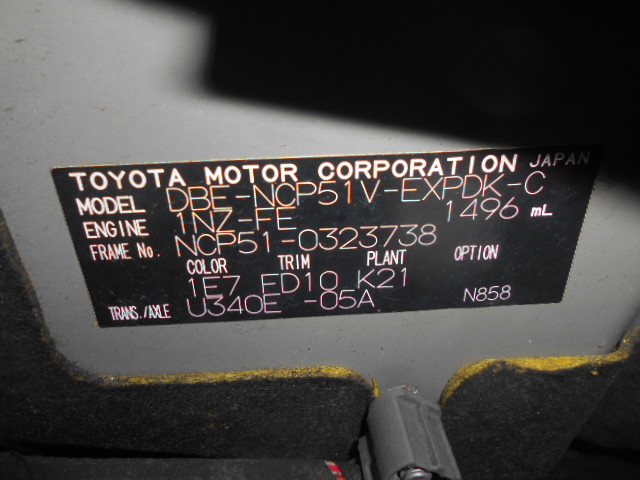 TOYOTA MOTOR CORPORATION JAPAN
MODEL DBE-NCP51V-EXPDK-C
ENGINE 1NZ-FE 1496 mL
FRAME No. NCP51-0323738
COLOR TRIM PLANT OPTION
1E7 ED10 K21
TRANS./AXLE U340E -05A N858